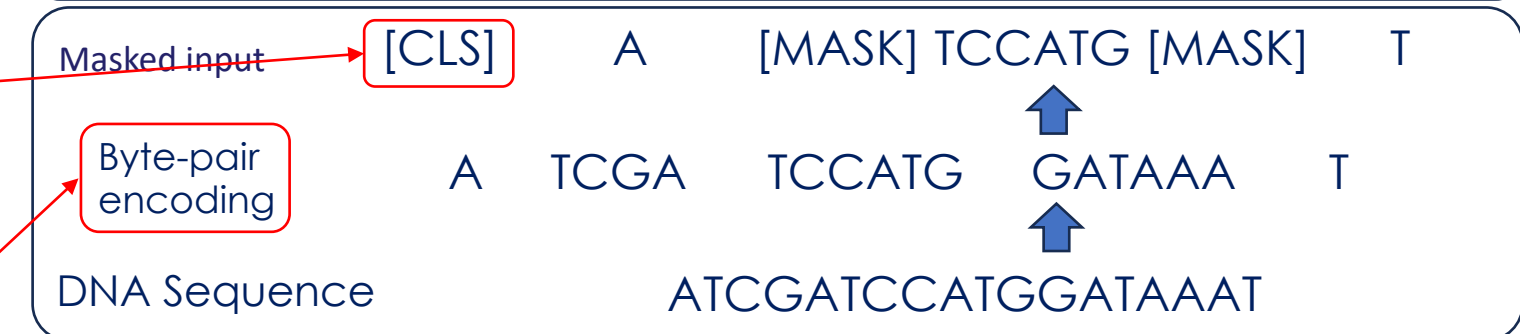 Masked input [CLS] A [MASK] TCCATG [MASK] T
Byte-pair
encoding
A TCGA TCCATG GATAAA T
DNA Sequence ATCGATCCATGGATAAAT